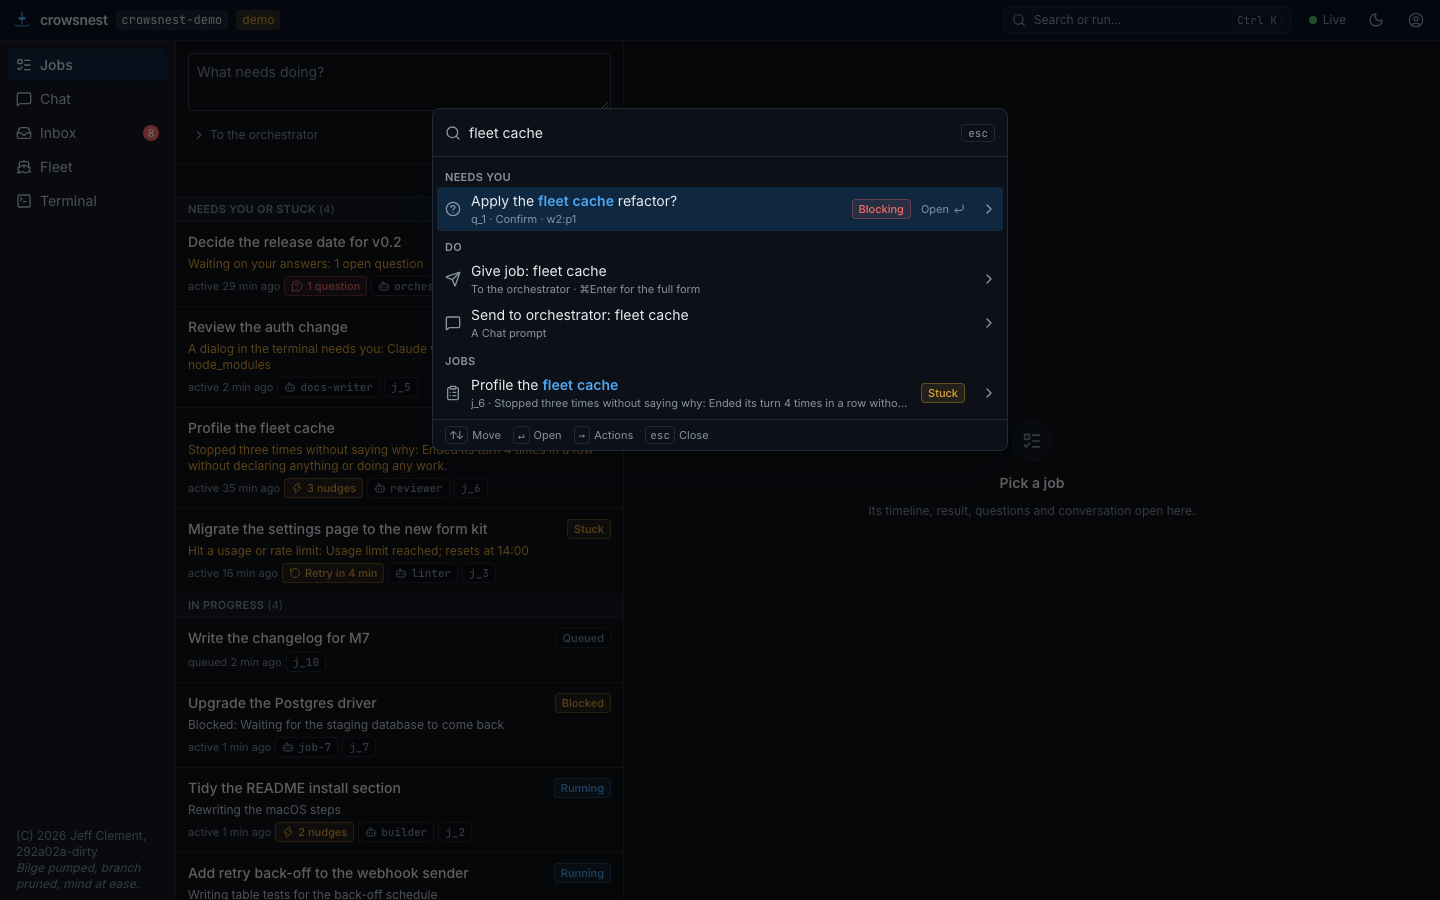 crowsnest crowsnest-demo demo
Search or run... Ctrl K Live
Jobs
Chat
Inbox 8
Fleet
Terminal
What needs doing?
To the orchestrator
fleet cache esc
NEEDS YOU
Apply the fleet cache refactor?
q_1 · Confirm · w2:p1
Blocking Open ↵
DO
Give job: fleet cache
To the orchestrator · ⌘Enter for the full form
Send to orchestrator: fleet cache
A Chat prompt
JOBS
Profile the fleet cache
j_6 · Stopped three times without saying why: Ended its turn 4 times in a row witho...
Stuck
↑↓ Move ↵ Open → Actions esc Close
NEEDS YOU OR STUCK (4)
Decide the release date for v0.2
Waiting on your answers: 1 open question
active 29 min ago 1 question
Review the auth change
A dialog in the terminal needs you: Claude
node_modules
active 2 min ago docs-writer j_5
Profile the fleet cache
Stopped three times without saying why: Ended its turn 4 times in a row
without declaring anything or doing any work.
active 35 min ago 3 nudges reviewer j_6
Migrate the settings page to the new form kit Stuck
Hit a usage or rate limit: Usage limit reached; resets at 14:00
active 16 min ago Retry in 4 min linter j_3
IN PROGRESS (4)
Write the changelog for M7 Queued
queued 2 min ago j_10
Upgrade the Postgres driver Blocked
Blocked: Waiting for the staging database to come back
active 1 min ago job-7 j_7
Tidy the README install section Running
Rewriting the macOS steps
active 1 min ago 2 nudges builder j_2
Add retry back-off to the webhook sender Running
Writing table tests for the back-off schedule
Pick a job
Its timeline, result, questions and conversation open here.
(C) 2026 Jeff Clement,
292a02a-dirty
Bilge pumped, branch
pruned, mind at ease.